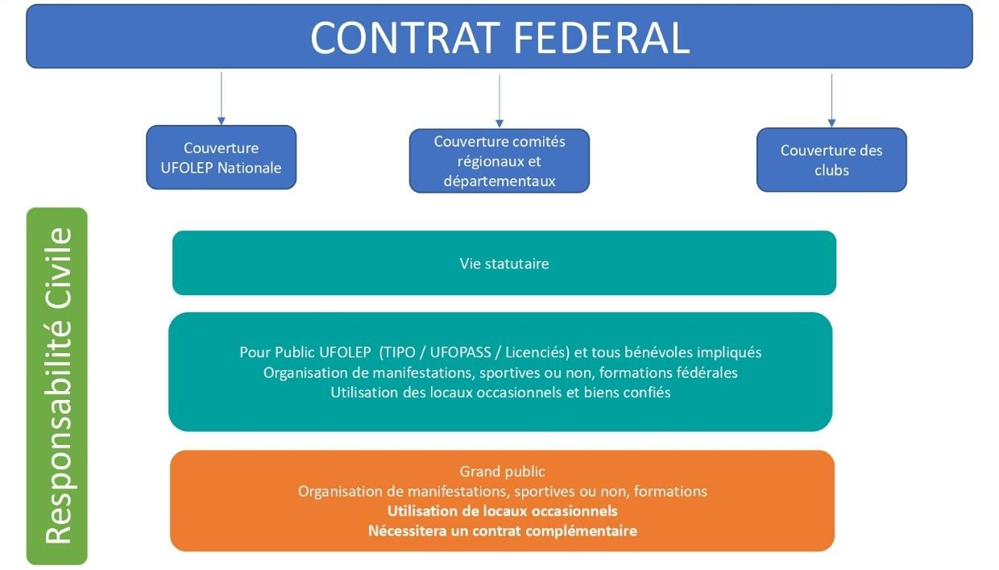 CONTRAT FEDERAL
Couverture
UFOLEP Nationale
Couverture comités
régionaux et
départementaux
Couverture des
clubs
Responsabilité Civile
Vie statutaire
Pour Public UFOLEP  (TIPO / UFOPASS / Licenciés) et tous bénévoles impliqués
Organisation de manifestations, sportives ou non, formations fédérales
Utilisation des locaux occasionnels et biens confiés
Grand public
Organisation de manifestations, sportives ou non, formations
Utilisation de locaux occasionnels
Nécessitera un contrat complémentaire